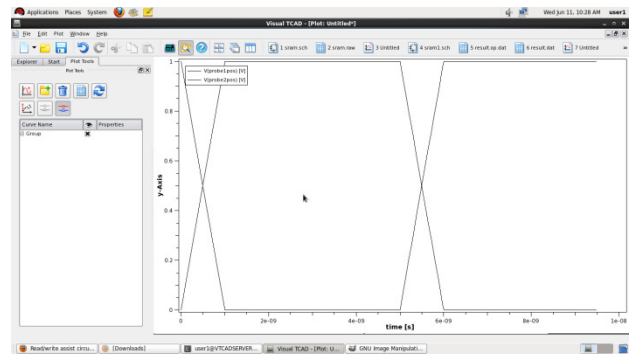 Applications Places System Wed Jun 11, 10:28 AM user1
Visual TCAD - [Plot: Untitled*]
File Edit Plot Window Help
1 sram.sch 2 sram.raw 3 Untitled 4 sram1.sch 5 result.op.dat 6 result.dat 7 Untitled
Explorer Start Plot Tools
Plot Tools
Curve Name Properties
Group
V(probe1pos) [V]
V(probe2pos) [V]
y-Axis
1
0.8
0.6
0.4
0.2
0
0 2e-09 4e-09 6e-09 8e-09 1e-08
time [s]
Read/write assist circu... [Downloads] user1@VTCADSERVER... Visual TCAD - [Plot: U... GNU Image Manipulati...